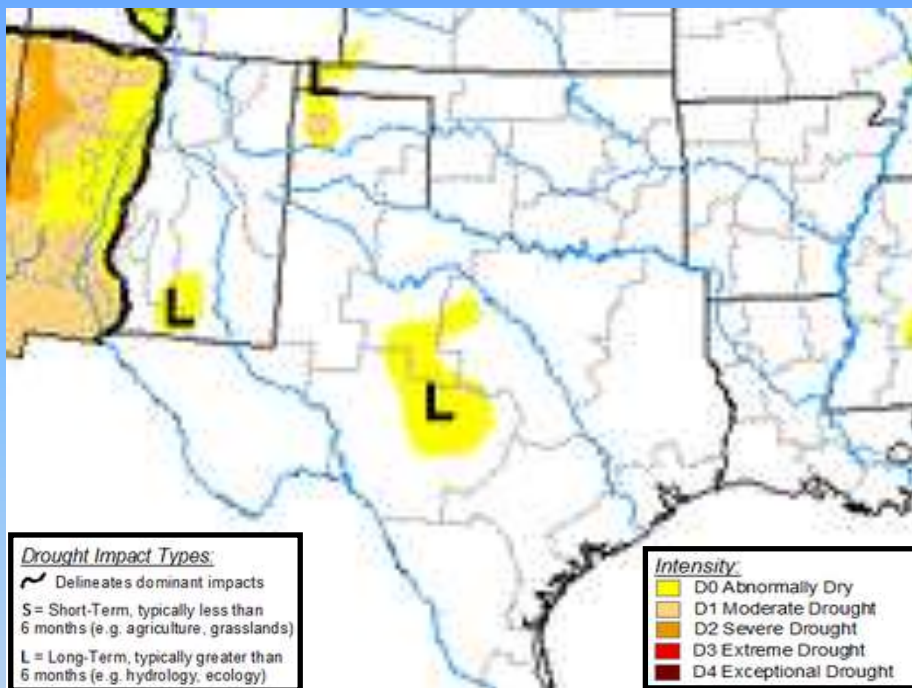 L
L
L
Drought Impact Types:
Delineates dominant impacts
S = Short-Term, typically less than
6 months (e.g. agriculture, grasslands)
L = Long-Term, typically greater than
6 months (e.g. hydrology, ecology)
Intensity:
D0 Abnormally Dry
D1 Moderate Drought
D2 Severe Drought
D3 Extreme Drought
D4 Exceptional Drought